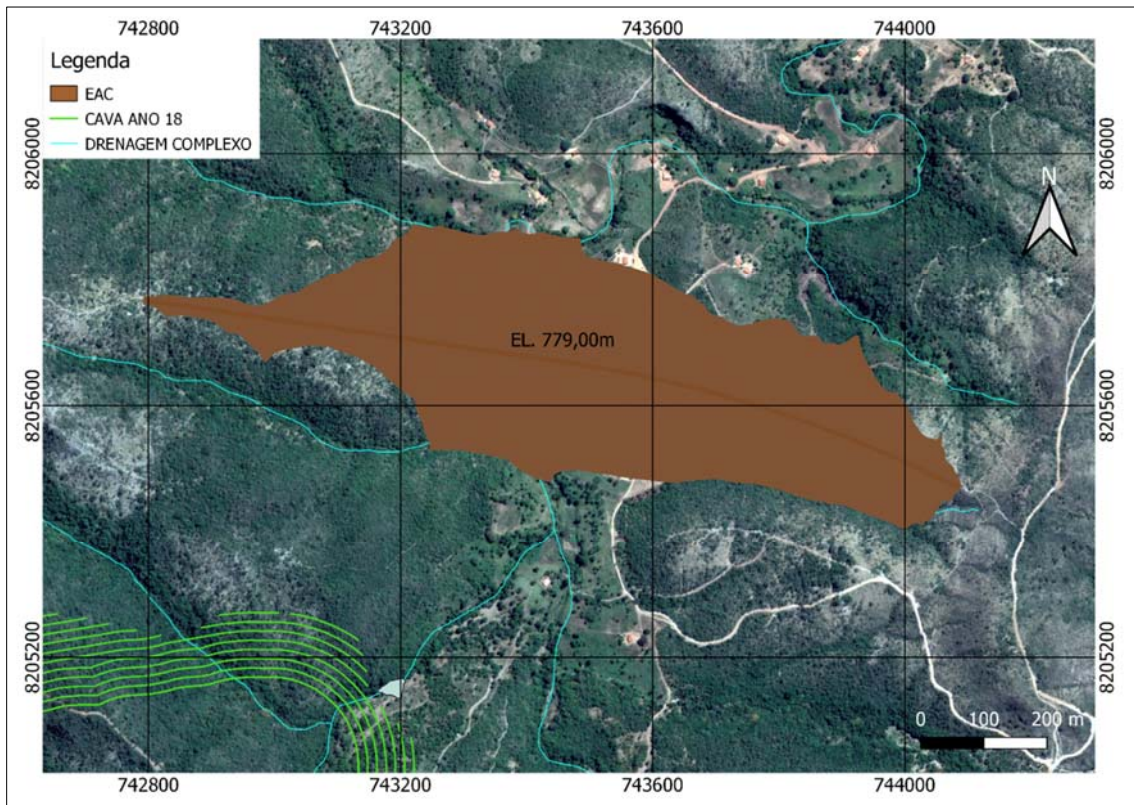 742800 743200 743600 744000
Legenda
EAC
CAVA ANO 18
DRENAGEM COMPLEXO
8206000 8206000
N
EL. 779,00m
8205600 8205600
8205200 8205200
0 100 200 m
742800 743200 743600 744000